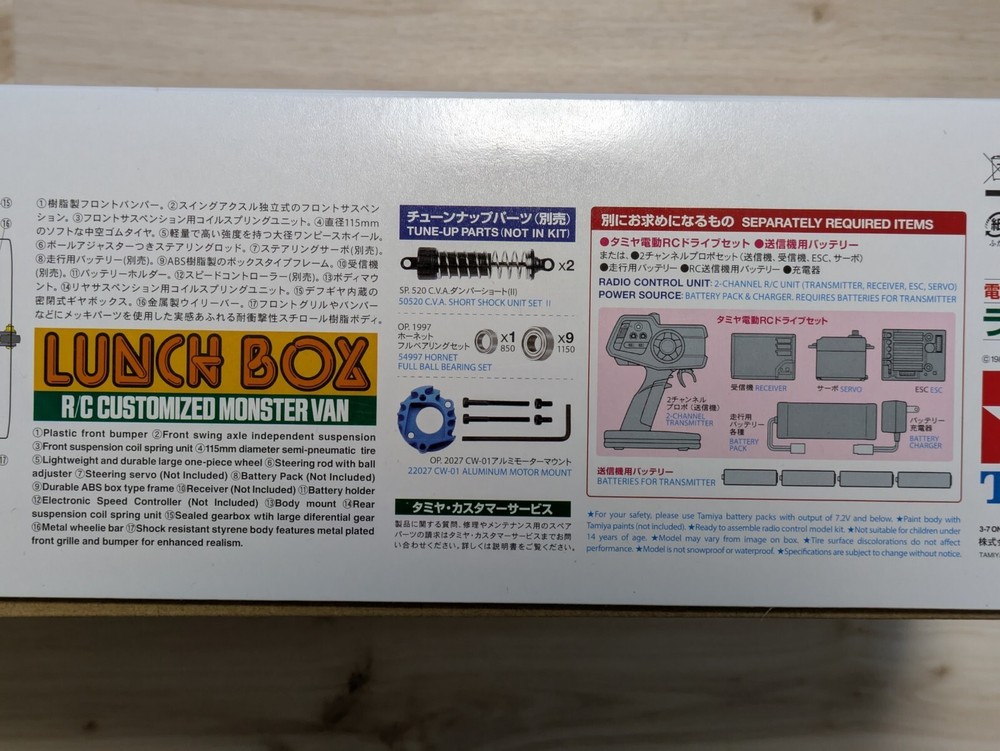 ⑮
⑯
⑰
①樹脂製フロントバンパー。②スイングアクスル独立式のフロントサスペン
ション。③フロントサスペンション用コイルスプリングユニット。④直径115mm
のソフトな中空ゴムタイヤ。⑤軽量で高い強度を持つ大径ワンピースホイール。
⑥ボールアジャスターつきステアリングロッド。⑦ステアリングサーボ(別売)。
⑧走行用バッテリー(別売)。⑨ABS樹脂製のボックスタイプフレーム。⑩受信機
(別売)。⑪バッテリーホルダー。⑫スピードコントローラー(別売)。⑬ボディマウ
ント。⑭リヤサスペンション用コイルスプリングユニット。⑮デフギヤ内蔵の
密閉式ギヤボックス。⑯金属製ウイリーバー。⑰フロントグリルやバンパー
などにメッキパーツを使用した実感あふれる耐衝撃性スチロール樹脂ボディ。
LUNCH BOX
R/C CUSTOMIZED MONSTER VAN
①Plastic front bumper ②Front swing axle independent suspension
③Front suspension coil spring unit ④115mm diameter semi-pneumatic tire
⑤Lightweight and durable large one-piece wheel ⑥Steering rod with ball
adjuster ⑦Steering servo (Not Included) ⑧Battery Pack (Not Included)
⑨Durable ABS box type frame ⑩Receiver (Not Included) ⑪Battery holder
⑫Electronic Speed Controller (Not Included) ⑬Body mount ⑭Rear
suspension coil spring unit ⑮Sealed gearbox wtih large diferential gear
⑯Metal wheelie bar ⑰Shock resistant styrene body features metal plated
front grille and bumper for enhanced realism.
チューンナップパーツ(別売)
TUNE-UP PARTS (NOT IN KIT)
x2
SP. 520 C.V.A.ダンパーショート(II)
50520 C.V.A. SHORT SHOCK UNIT SET II
OP. 1997
ホーネット
フルベアリングセット
54997 HORNET
FULL BALL BEARING SET
x1
850
x9
1150
OP. 2027 CW-01アルミモーターマウント
22027 CW-01 ALUMINUM MOTOR MOUNT
タミヤ・カスタマーサービス
製品に関する質問、修理やメンテナンス用のスペア
パーツの請求はタミヤ・カスタマーサービスまでお問
い合わせください。詳しくは説明書をご覧ください。
別にお求めになるもの SEPARATELY REQUIRED ITEMS
●タミヤ電動RCドライブセット ●送信機用バッテリー
または、●2チャンネルプロポセット(送信機、受信機、ESC、サーボ)
●走行用バッテリー ●RC送信機用バッテリー ●充電器
RADIO CONTROL UNIT: 2-CHANNEL R/C UNIT (TRANSMITTER, RECEIVER, ESC, SERVO)
POWER SOURCE: BATTERY PACK & CHARGER. REQUIRES BATTERIES FOR TRANSMITTER
タミヤ電動RCドライブセット
受信機 RECEIVER
サーボ SERVO
ESC ESC
2チャンネル
プロポ(送信機)
2-CHANNEL
TRANSMITTER
走行用
バッテリー
各種
BATTERY
PACK
バッテリー
充電器
BATTERY
CHARGER
送信機用バッテリー
BATTERIES FOR TRANSMITTER
★For your safety, please use Tamiya battery packs with output of 7.2V and below. ★Paint body with
Tamiya paints (not included). ★Ready to assemble radio control model kit. ★Not suitable for children under
14 years of age. ★Model may vary from image on box. ★Tire surface discolorations do not affect
performance. ★Model is not snowproof or waterproof. ★Specifications are subject to change without notice.
電
©19
3-7
株式
TAMIY